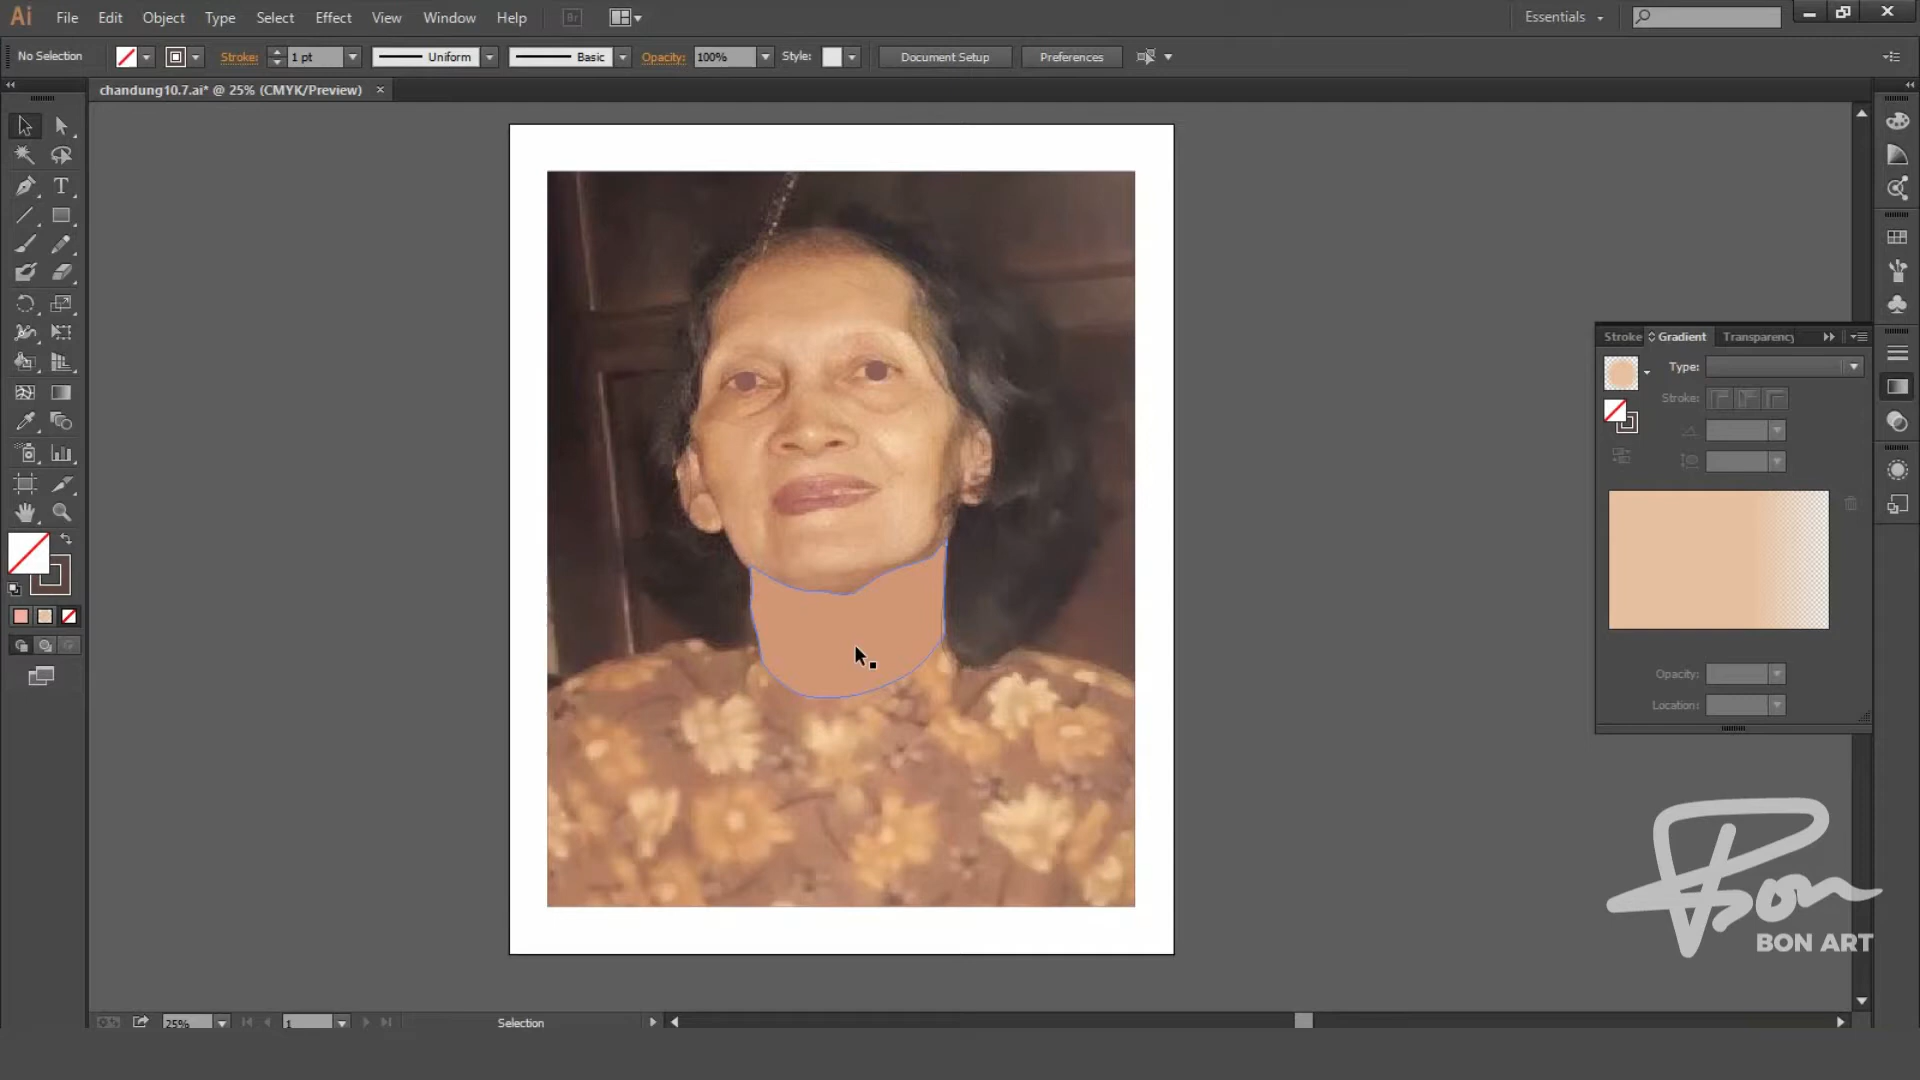 Ai File Edit Object Type Select Effect View Window Help Br Essentials
No Selection Stroke: 1 pt Uniform Basic Opacity: 100% Style: Document Setup Preferences
chandung10.7.ai* @ 25% (CMYK/Preview)
Stroke Gradient Transparency
Type:
Stroke:
Opacity:
Location:
Bon
BON ART
25% 1 Selection